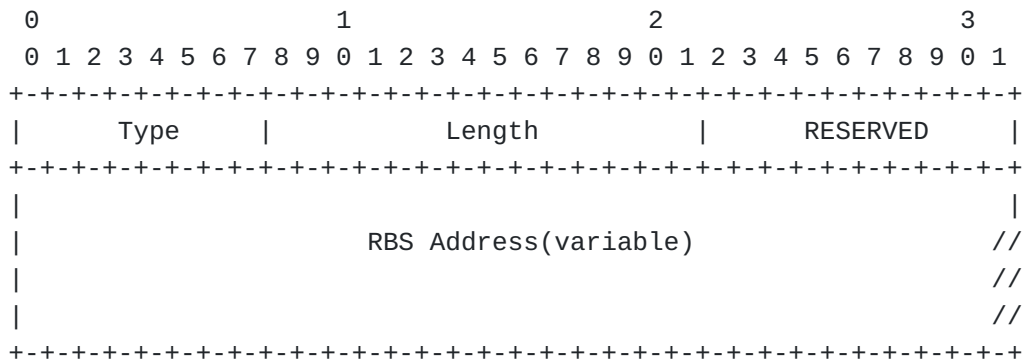 0                   1                   2                   3
 0 1 2 3 4 5 6 7 8 9 0 1 2 3 4 5 6 7 8 9 0 1 2 3 4 5 6 7 8 9 0 1
+-+-+-+-+-+-+-+-+-+-+-+-+-+-+-+-+-+-+-+-+-+-+-+-+-+-+-+-+-+-+-+-+
|      Type     |           Length          |      RESERVED     |
+-+-+-+-+-+-+-+-+-+-+-+-+-+-+-+-+-+-+-+-+-+-+-+-+-+-+-+-+-+-+-+-+
|                                                               |
|                      RBS Address(variable)                   //
|                                                              //
|                                                              //
+-+-+-+-+-+-+-+-+-+-+-+-+-+-+-+-+-+-+-+-+-+-+-+-+-+-+-+-+-+-+-+-+